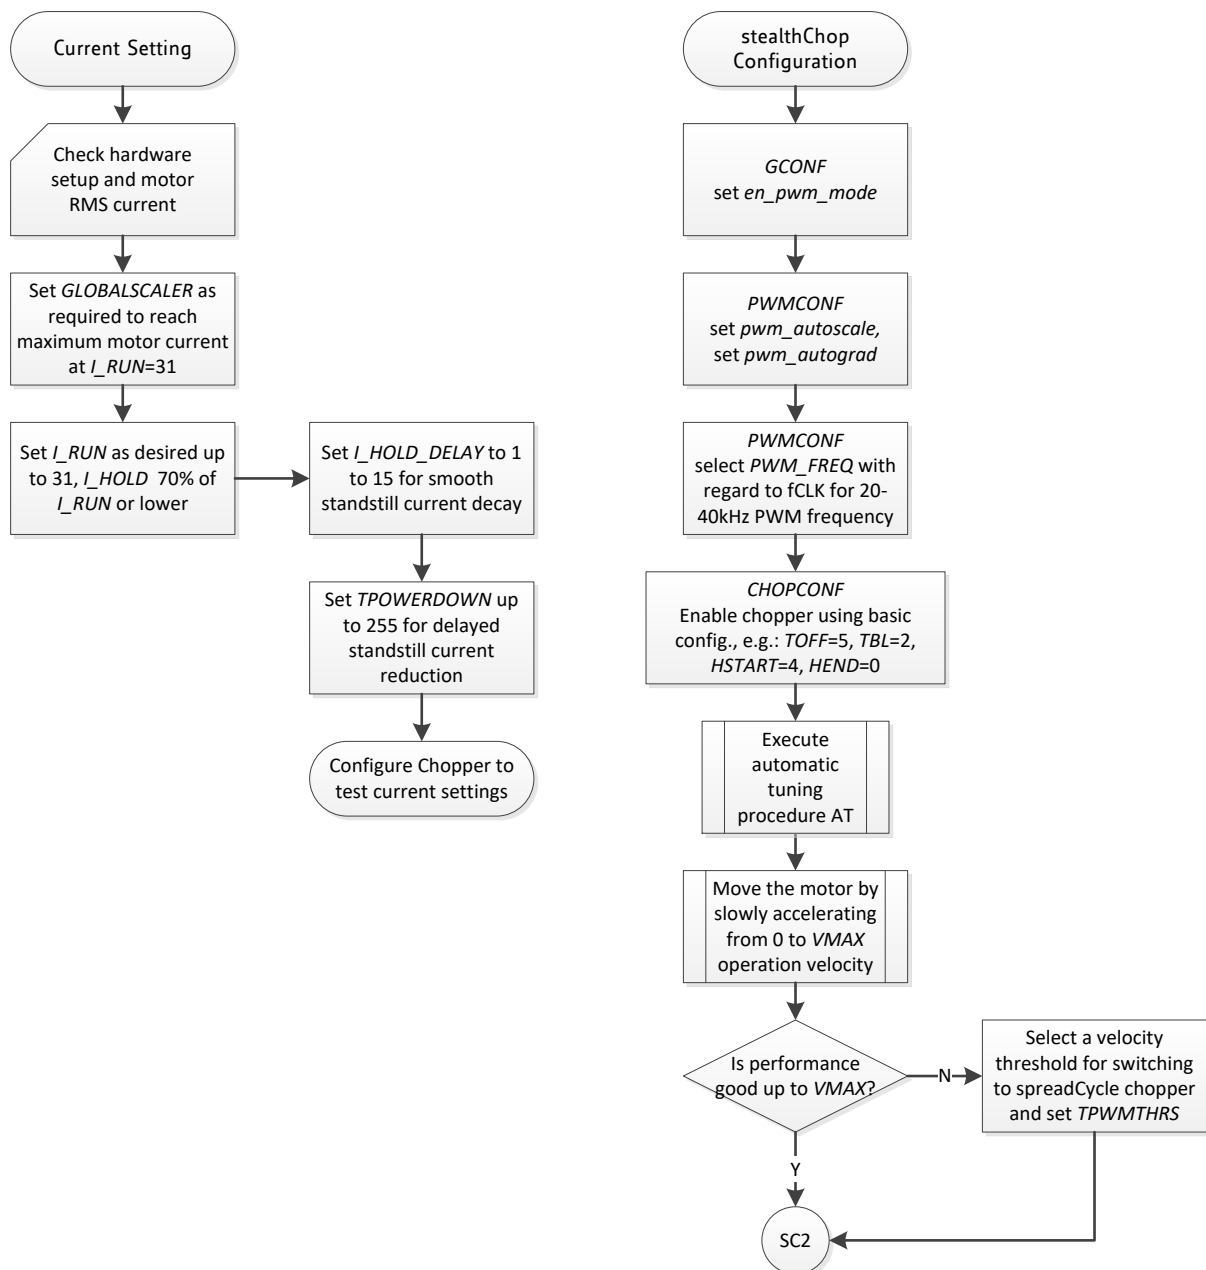 Current Setting
Check hardware
setup and motor
RMS current
Set GLOBALSCALER as
required to reach
maximum motor current
at I_RUN=31
Set I_RUN as desired up
to 31, I_HOLD 70% of
I_RUN or lower
Set I_HOLD_DELAY to 1
to 15 for smooth
standstill current decay
Set TPOWERDOWN up
to 255 for delayed
standstill current
reduction
Configure Chopper to
test current settings
stealthChop
Configuration
GCONF
set en_pwm_mode
PWMCONF
set pwm_autoscale,
set pwm_autograd
PWMCONF
select PWM_FREQ with
regard to fCLK for 20-
40kHz PWM frequency
CHOPCONF
Enable chopper using basic
config., e.g.: TOFF=5, TBL=2,
HSTART=4, HEND=0
Execute
automatic
tuning
procedure AT
Move the motor by
slowly accelerating
from 0 to VMAX
operation velocity
Is performance
good up to VMAX?
N
Select a velocity
threshold for switching
to spreadCycle chopper
and set TPWMTHRS
Y
SC2